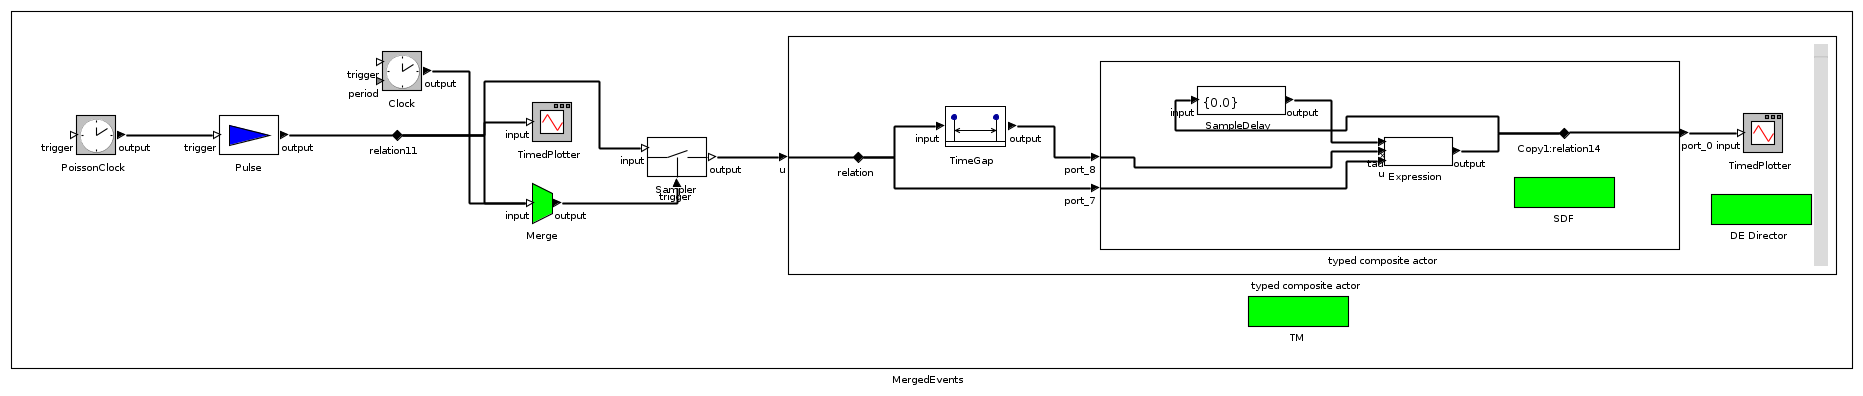 trigger
output
PoissonClock
trigger
output
Pulse
relation11
trigger
period
output
Clock
input
TimedPlotter
input
output
Merge
input
output
Sampler
trigger
u
relation
input
output
TimeGap
port_8
port_7
{0.0}
input
output
SampleDelay
tau
u
output
Expression
Copy1:relation14
SDF
typed composite actor
port_0
input
TimedPlotter
DE Director
typed composite actor
TM
MergedEvents